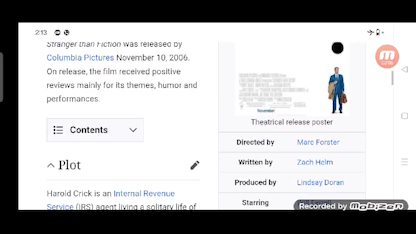 2:13
Stranger than Fiction was released by
Columbia Pictures November 10, 2006.
On release, the film received positive
reviews mainly for its themes, humor and
performances.
Contents
Plot
Harold Crick is an Internal Revenue
Service (IRS) agent living a solitary life of
Theatrical release poster
Directed by Marc Forster
Written by Zach Helm
Produced by Lindsay Doran
Starring
Recorded by Mobizen